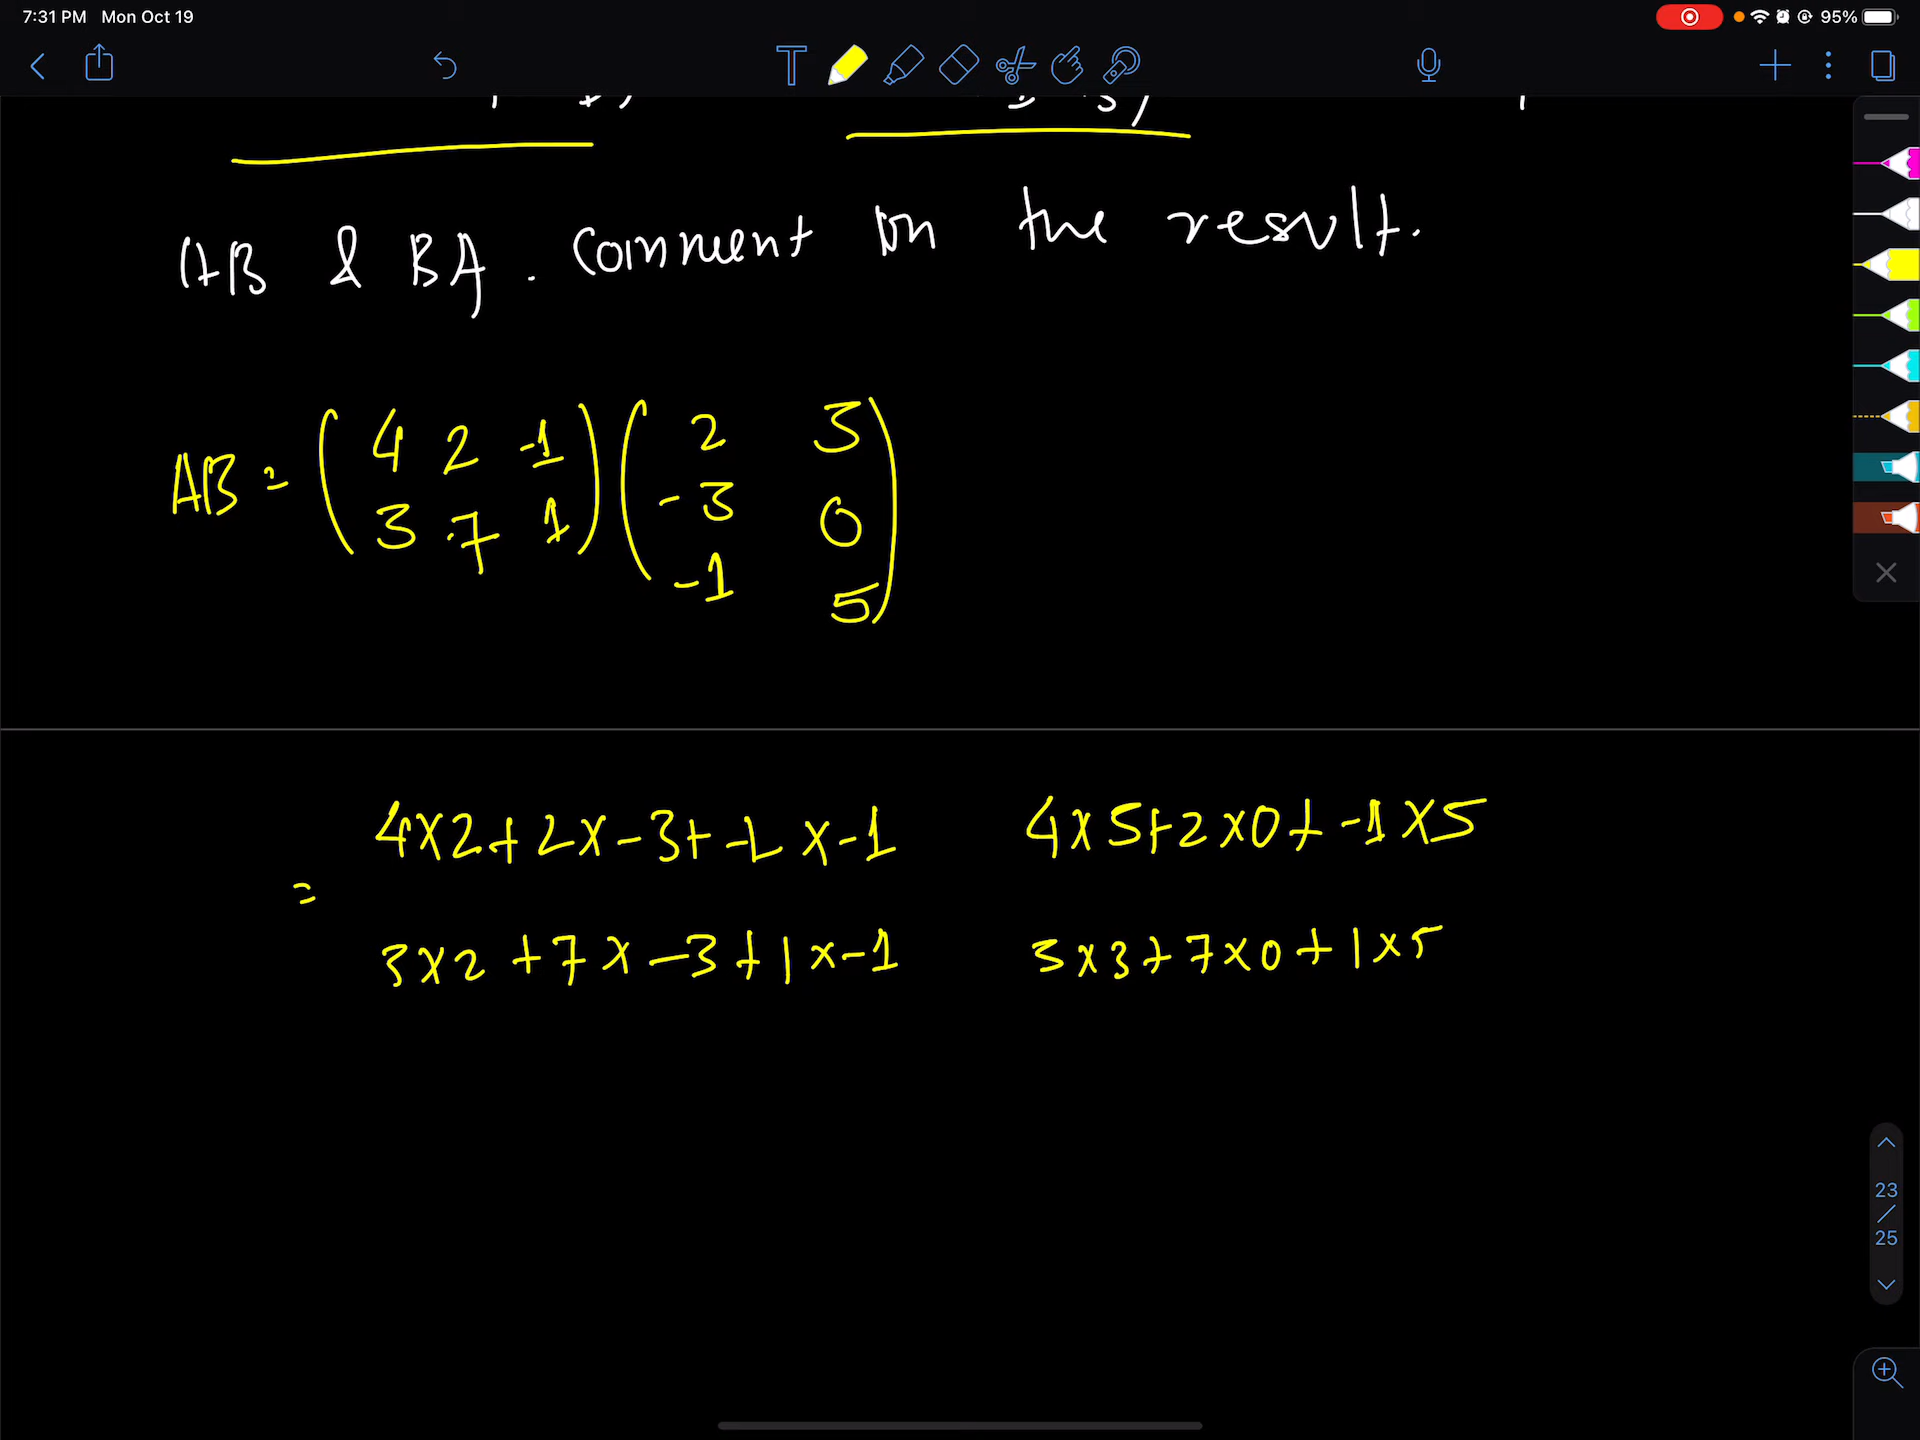 7:31 PM Mon Oct 19 95%
AB & BA. Comment on the result.
AB = ( 4 2 -1 ) ( 2 3 )
3 7 1 -3 0
-1 5
4×2+2×-3+-1×-1 4×5+2×0+-1×5
=
3×2+7×-3+1×-1 3×3+7×0+1×5
23
/
25